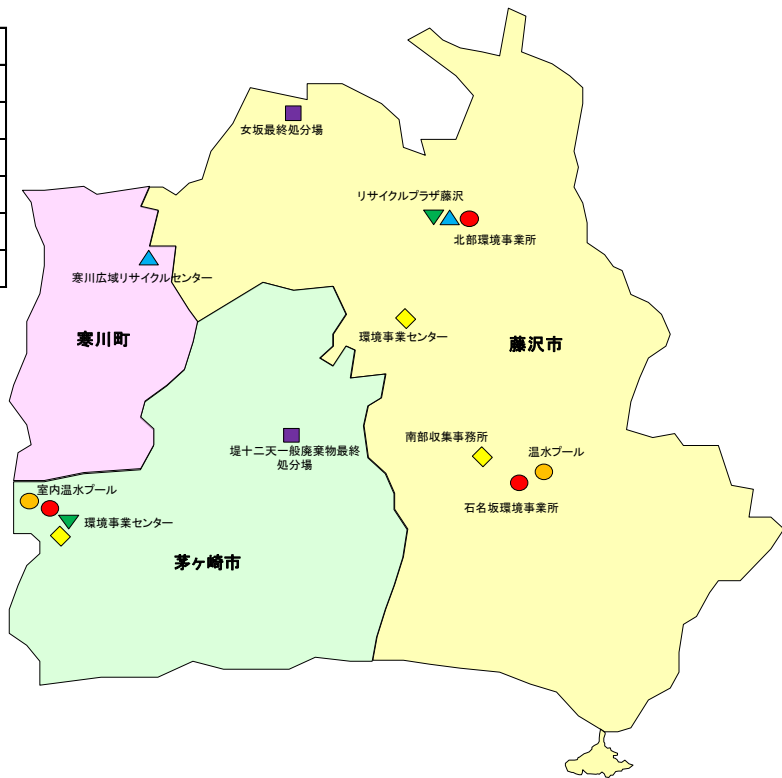 女坂最終処分場
リサイクルプラザ藤沢
北部環境事業所
寒川広域リサイクルセンター
寒川町
環境事業センター
藤沢市
南部収集事務所
温水プール
堤十二天一般廃棄物最終
処分場
石名坂環境事業所
室内温水プール
環境事業センター
茅ヶ崎市